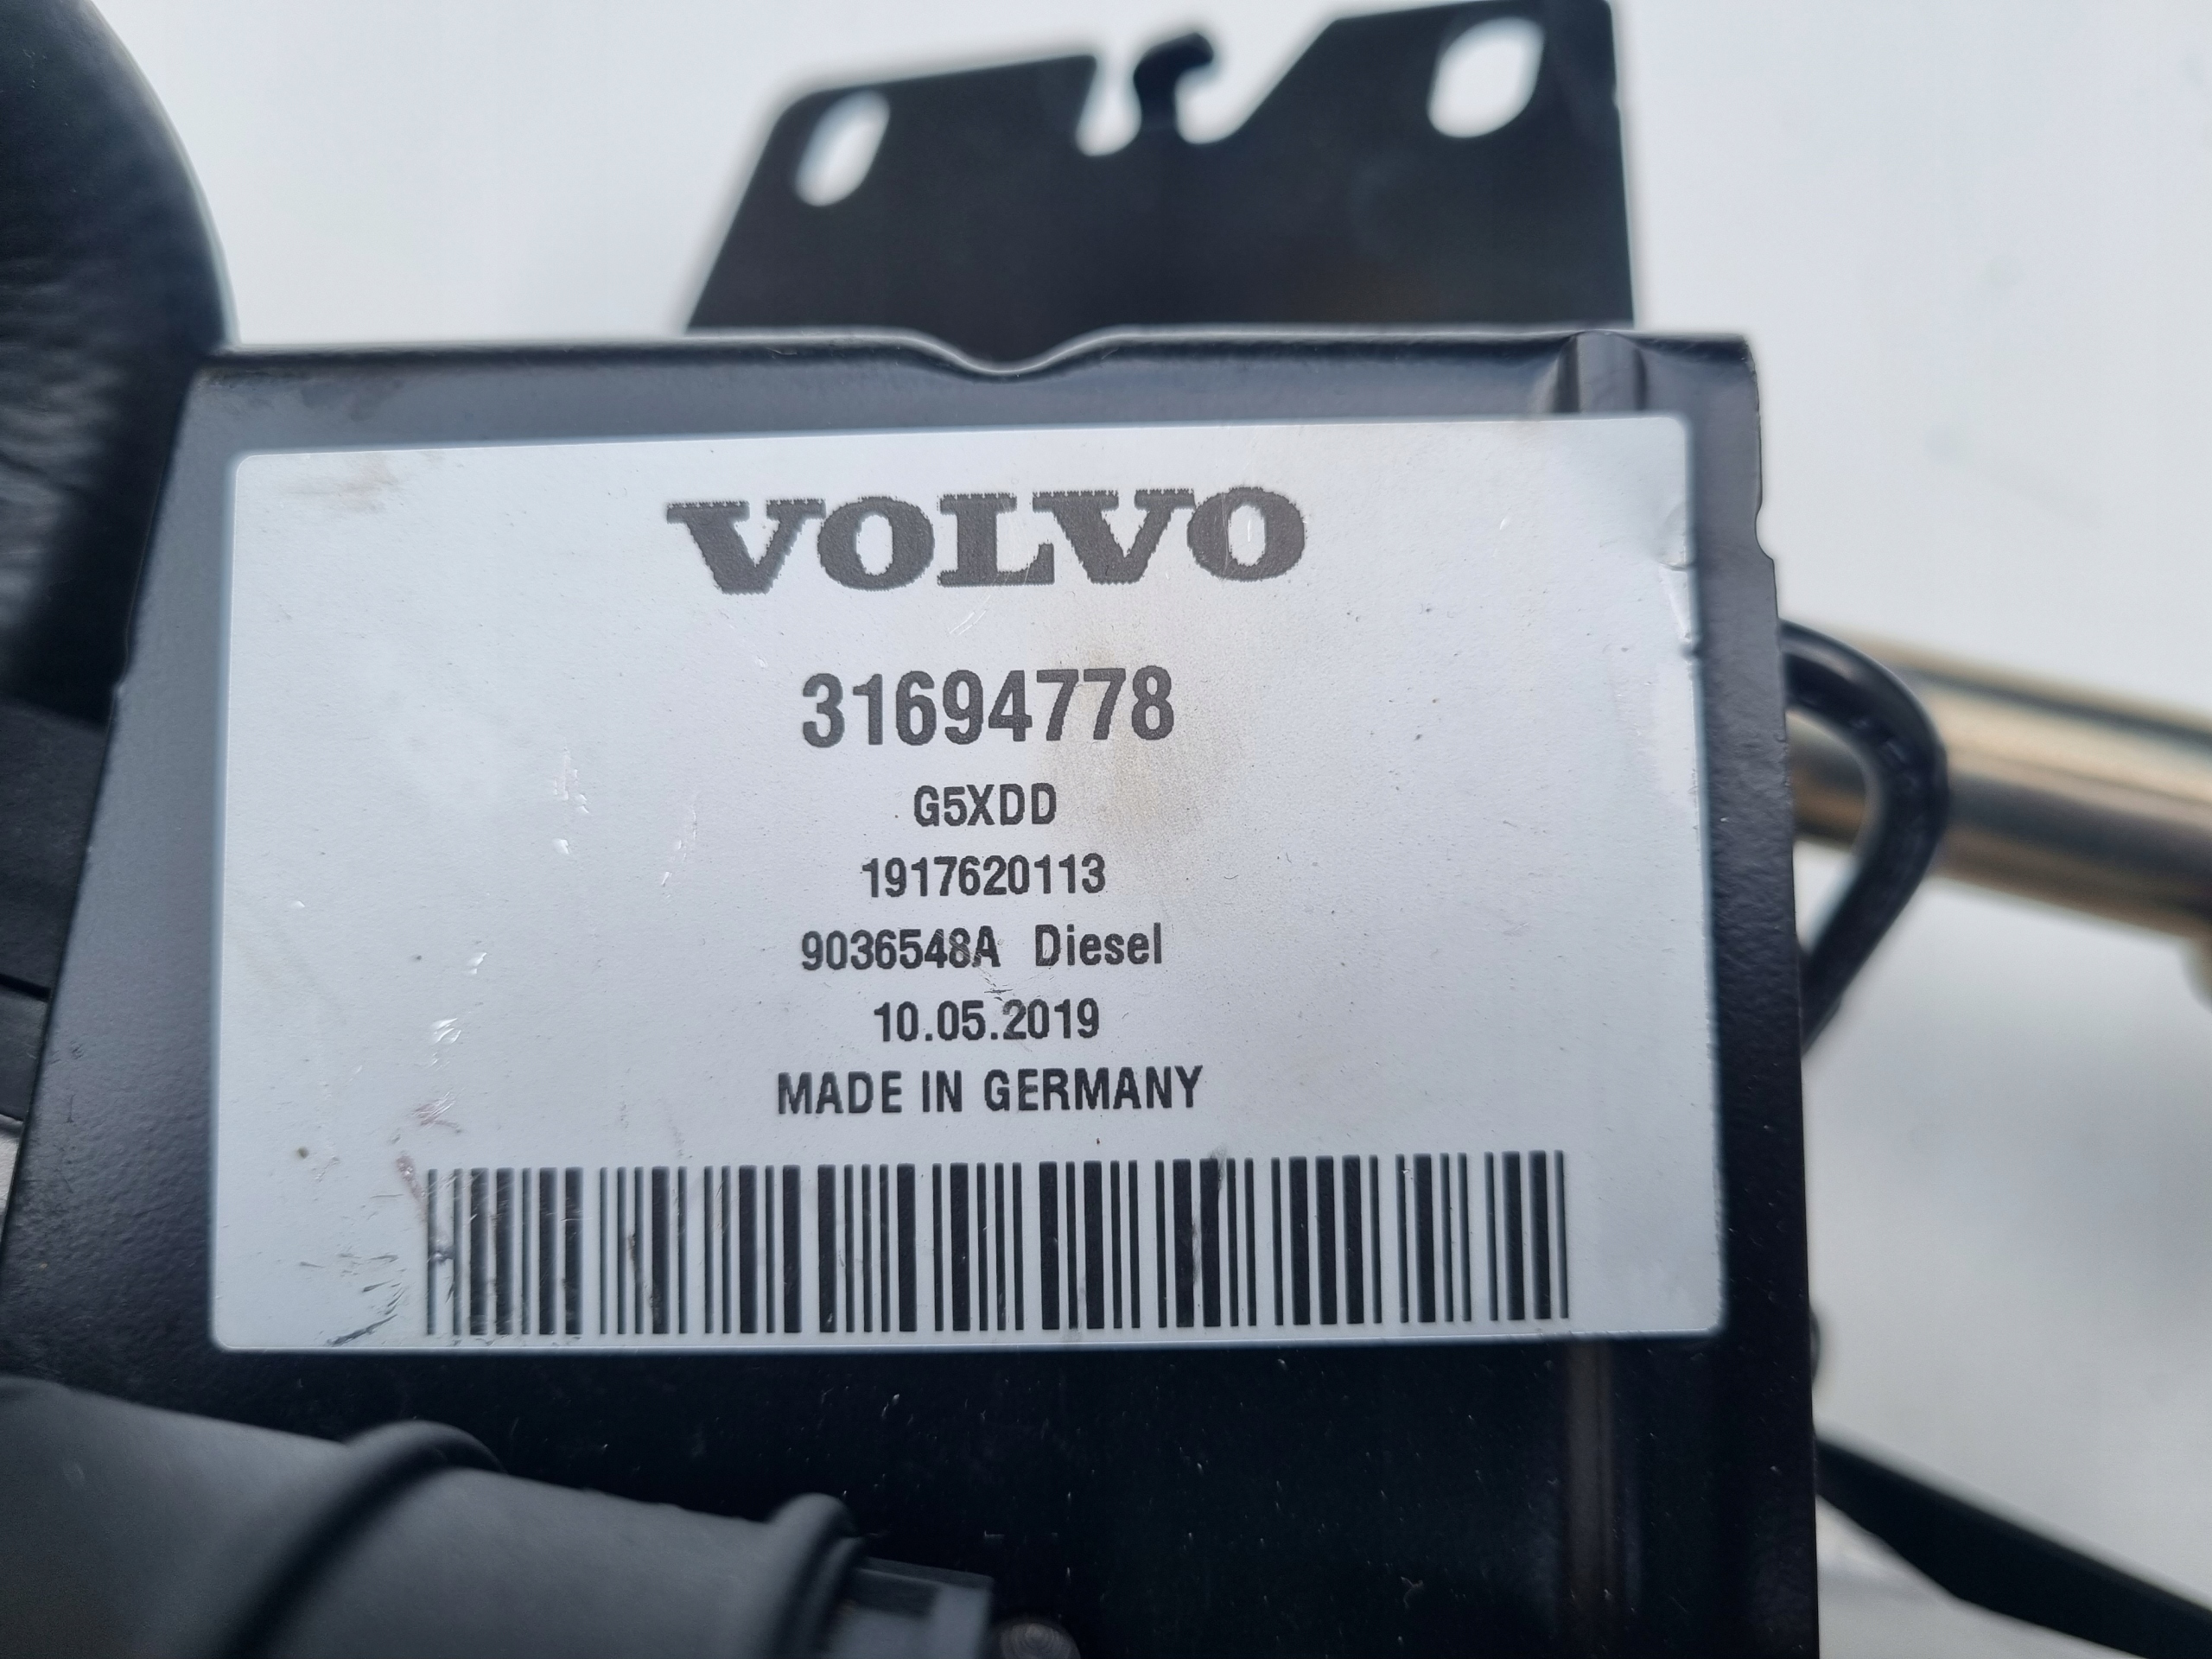 VOLVO
31694778
G5XDD
1917620113
9036548A Diesel
10.05.2019
MADE IN GERMANY